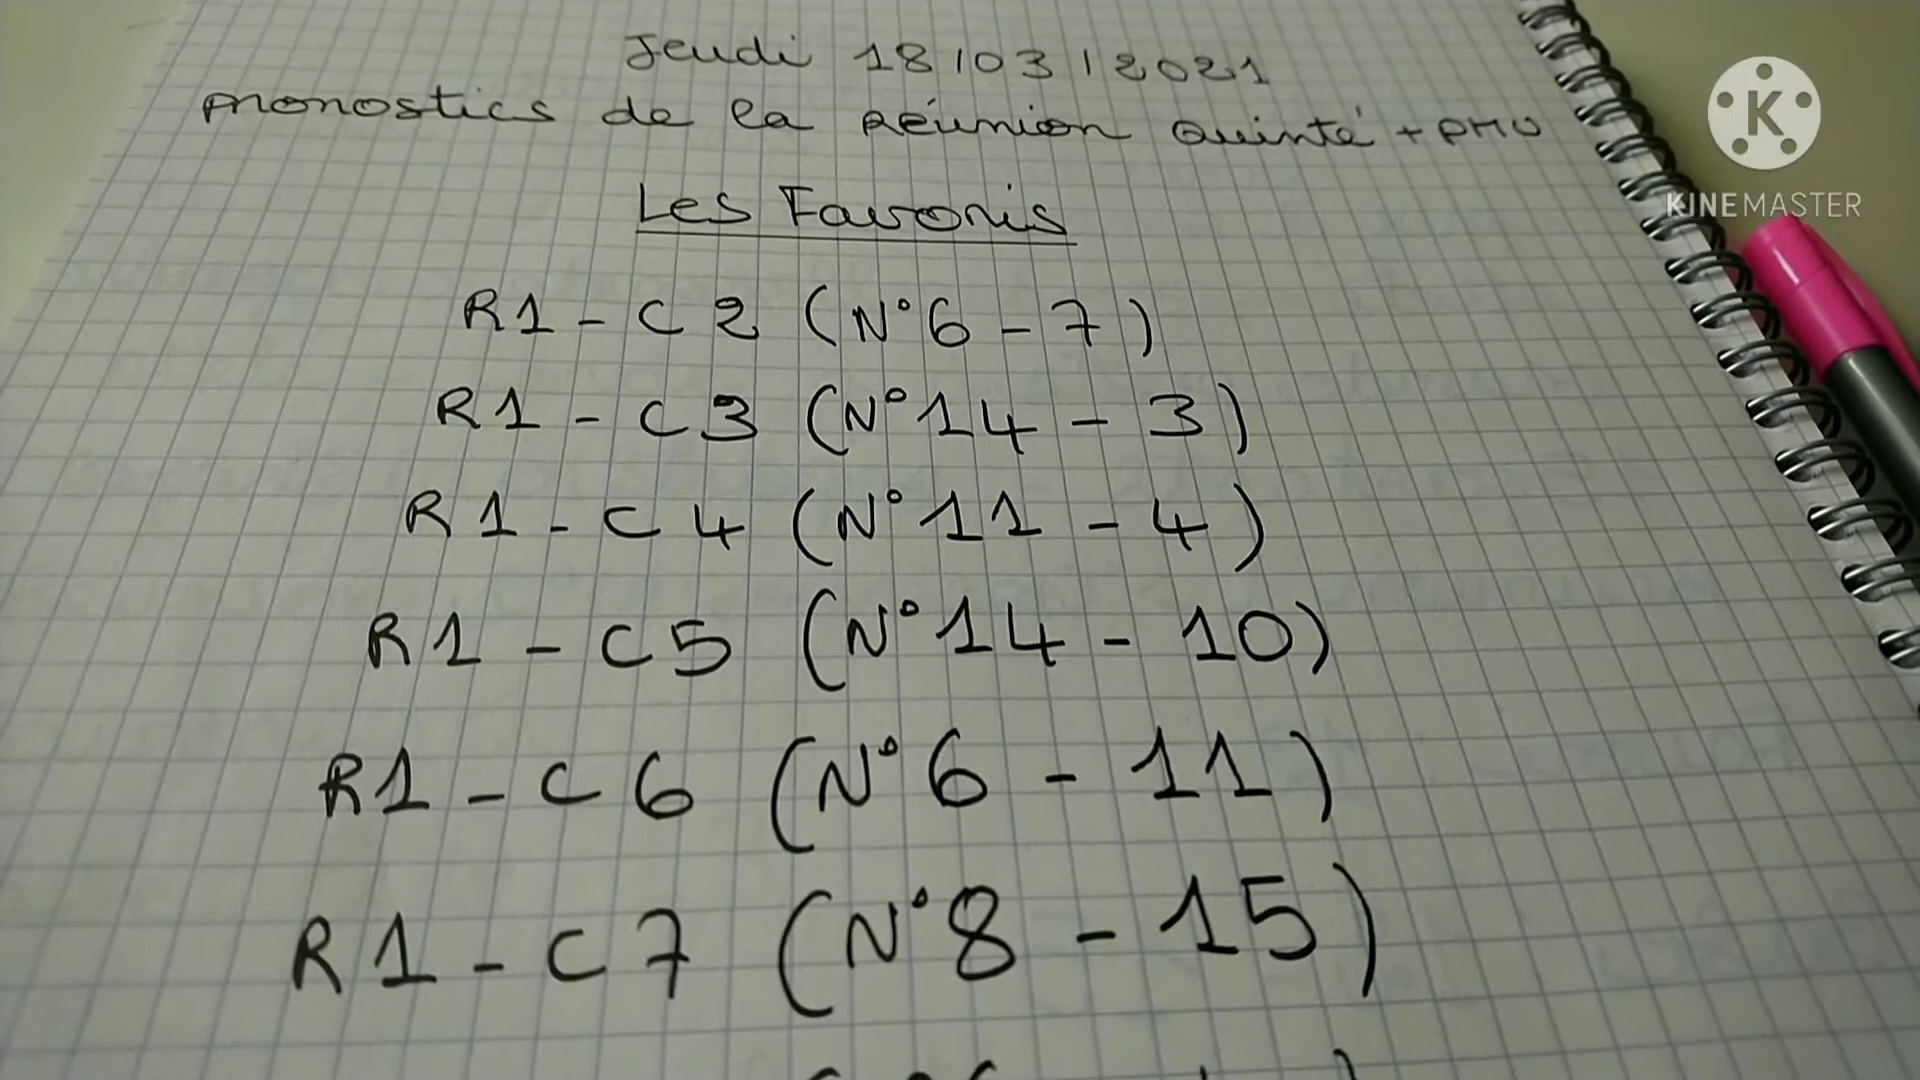 Jeudi 18/03/2021
pronostics de la réunion Quinté + PMU
Les Favoris
R1 - C2 (N°6 - 7)
R1 - C3 (N°14 - 3)
R1 - C4 (N°11 - 4)
R1 - C5 (N°14 - 10)
R1 - C6 (N°6 - 11)
R1 - C7 (N°8 - 15)
K
KINEMASTER